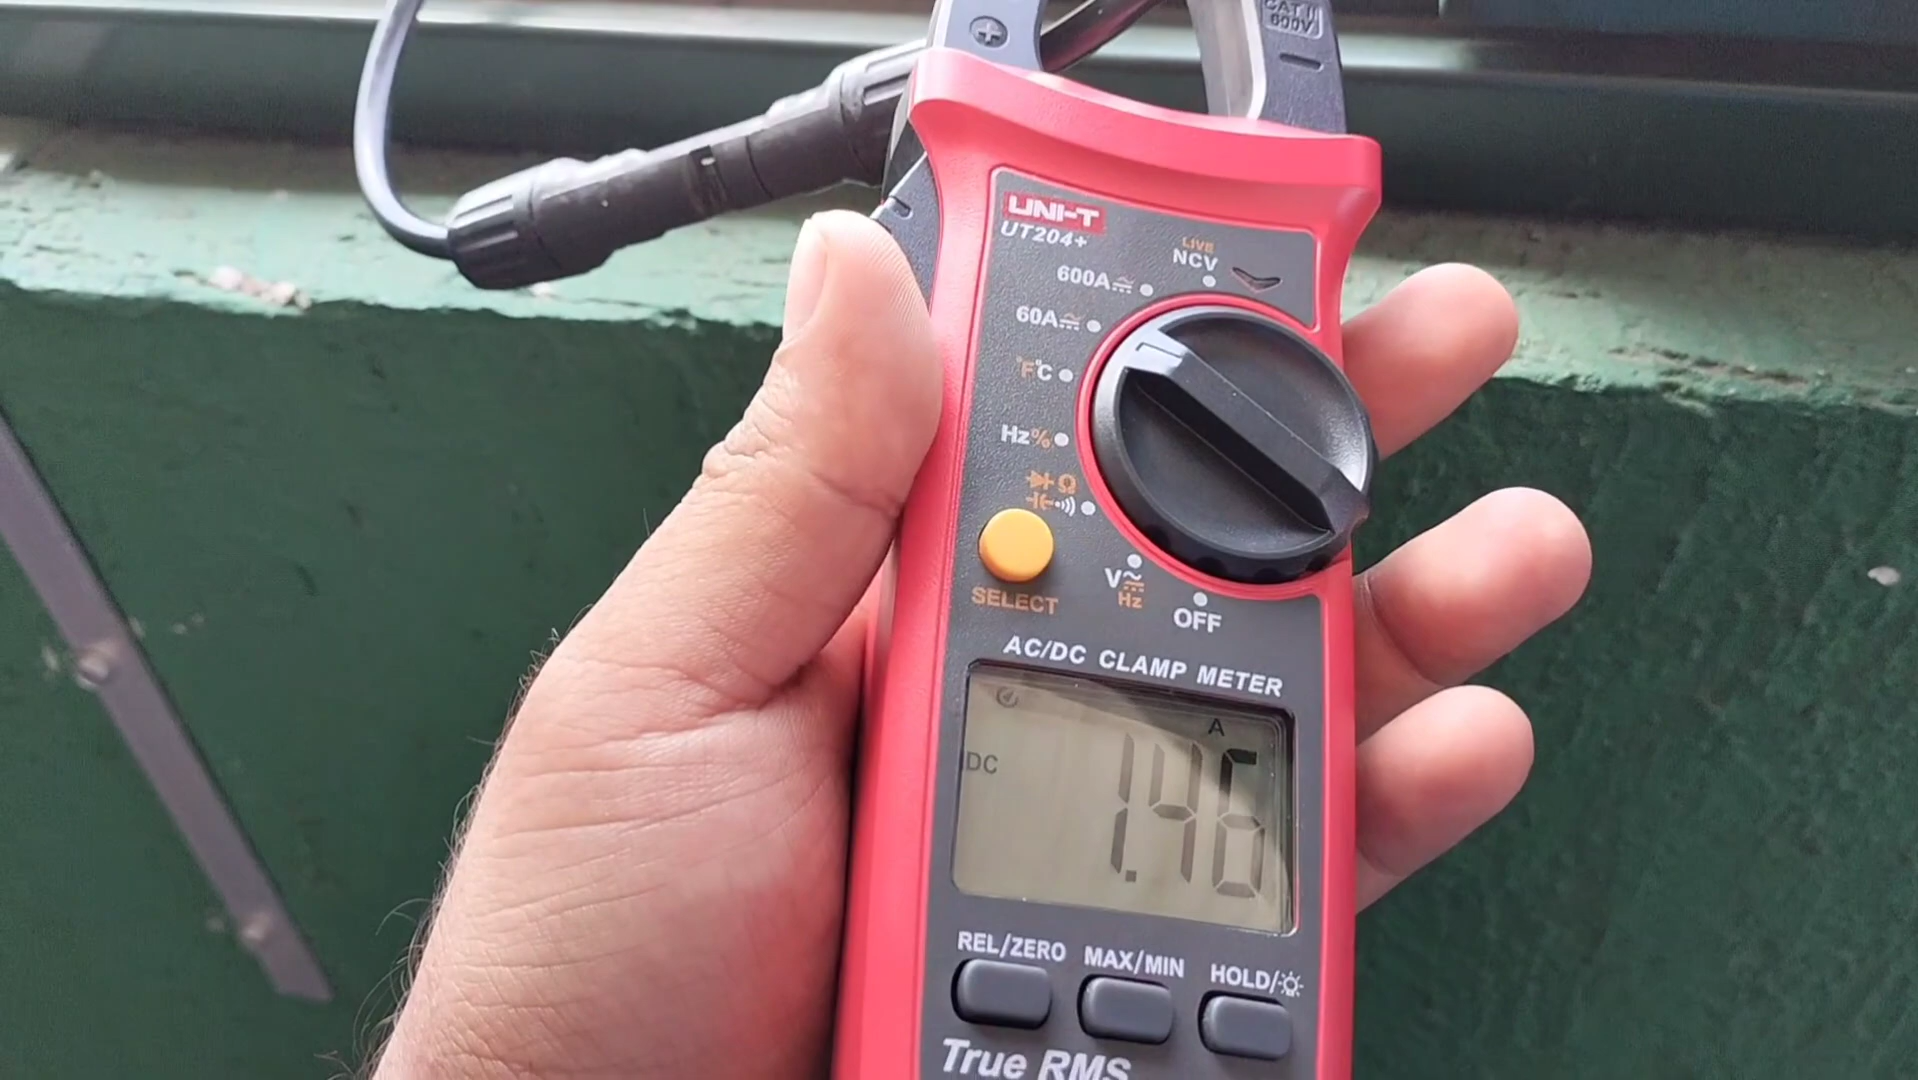 CAT II
600V
UNI-T
UT204+
LIVE
NCV
600A
60A
°F°C
Hz%
Ω
SELECT
V
Hz
OFF
AC/DC CLAMP METER
A
DC
1.46
REL/ZERO
MAX/MIN
HOLD/
True RMS